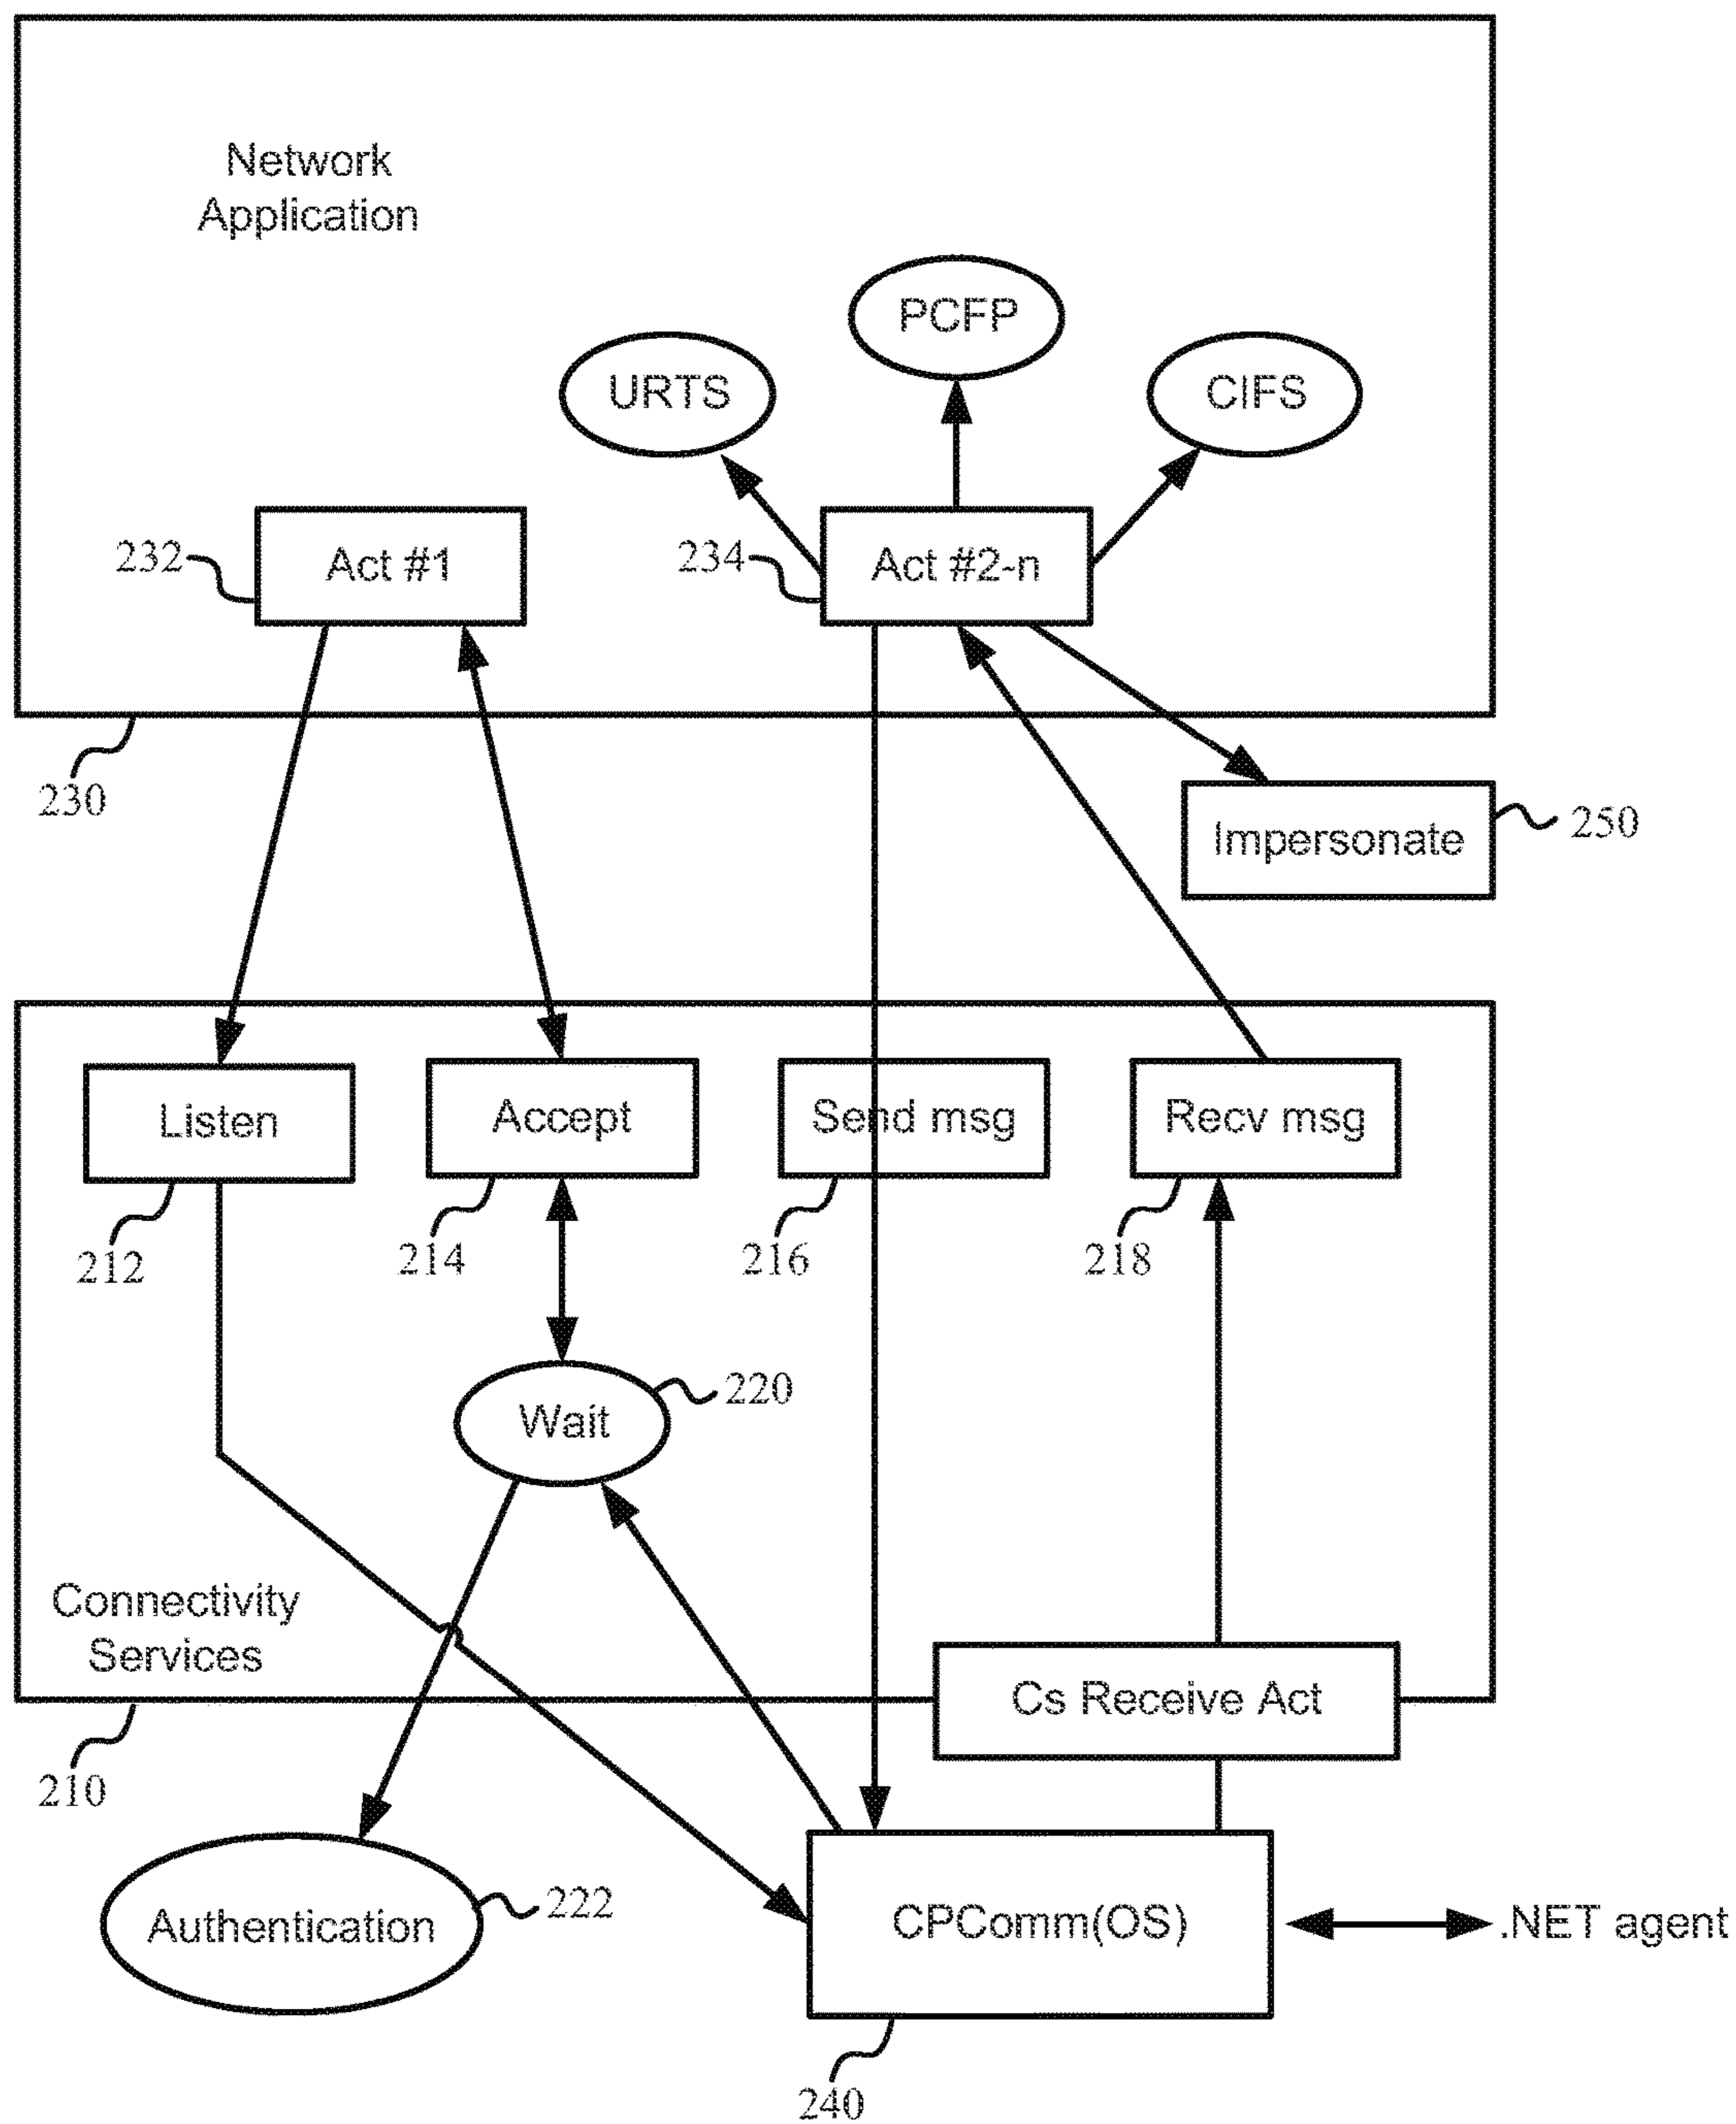 Network
Application
PCFP
URTS
CIFS
232
Act #1
234
Act #2-n
230
Impersonate
250
Listen
Accept
Send msg
Recv msg
212
214
216
218
220
Wait
Connectivity
Services
Cs Receive Act
210
222
Authentication
CPComm(OS)
.NET agent
240